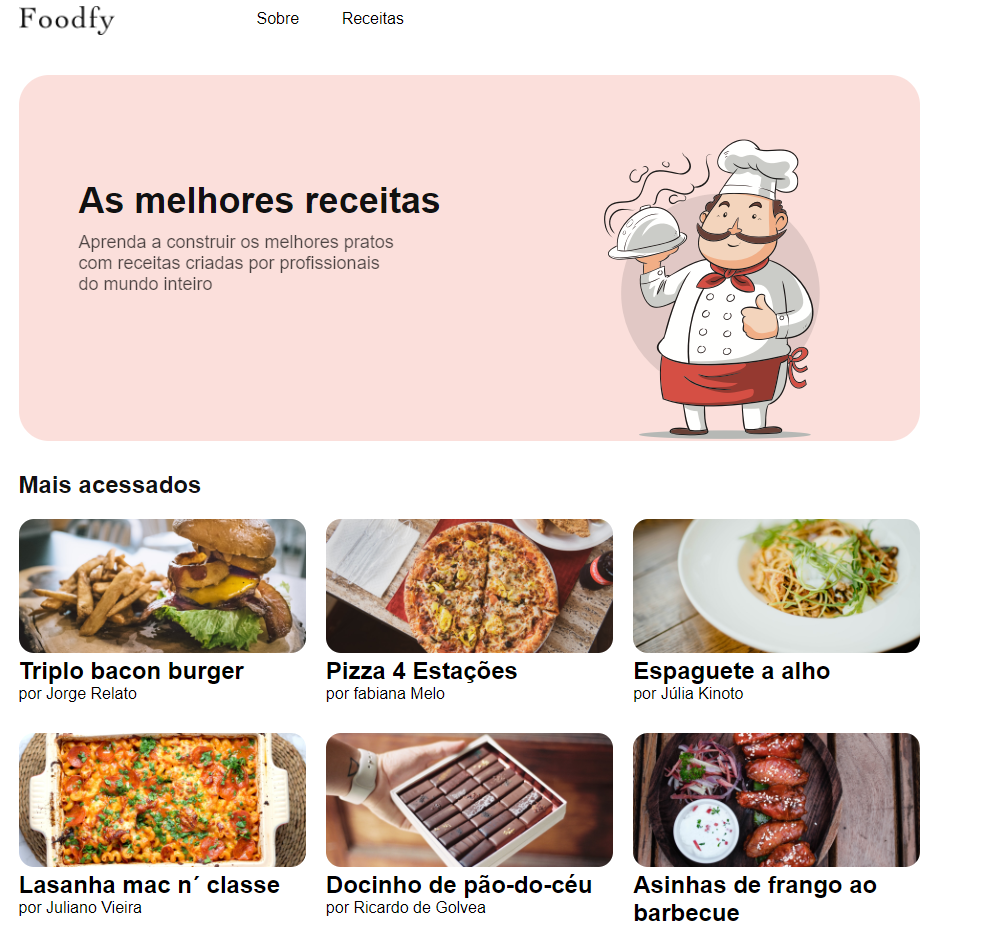 Foodfy
Sobre
Receitas
As melhores receitas
Aprenda a construir os melhores pratos
com receitas criadas por profissionais
do mundo inteiro
Mais acessados
Triplo bacon burger
por Jorge Relato
Pizza 4 Estações
por fabiana Melo
Espaguete a alho
por Júlia Kinoto
Lasanha mac n´ classe
por Juliano Vieira
Docinho de pão-do-céu
por Ricardo de Golvea
Asinhas de frango ao
barbecue